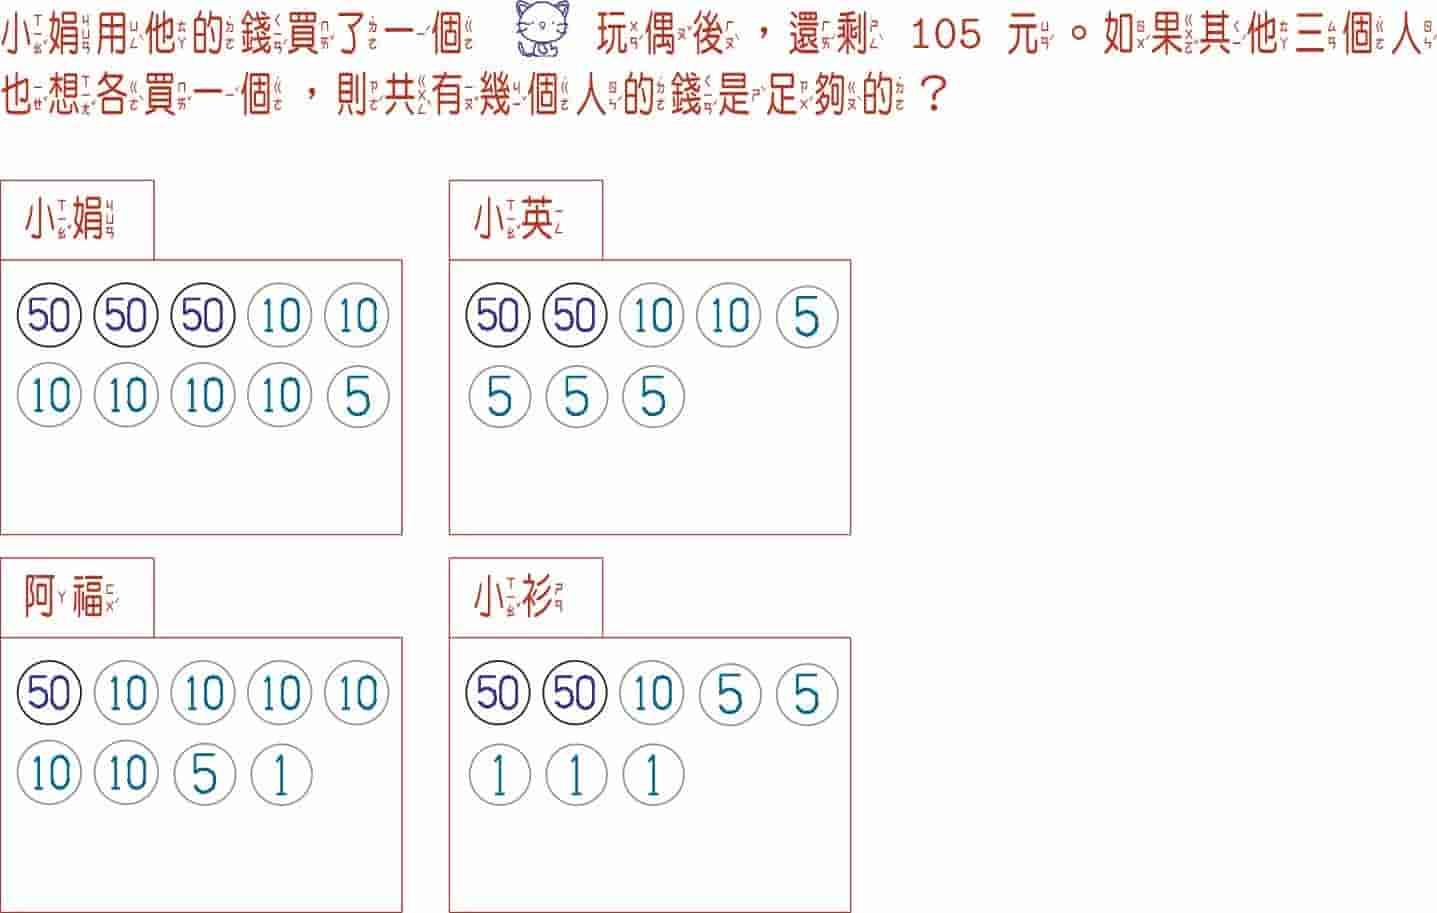 小娟用他的錢買了一個 玩偶後，還剩 105 元。如果其他三個人
也想各買一個，則共有幾個人的錢是足夠的？
小娟
小英
50 50 50 10 10
10 10 10 10 5
50 50 10 10 5
5 5 5
阿福
小衫
50 10 10 10 10
10 10 5 1
50 50 10 5 5
1 1 1